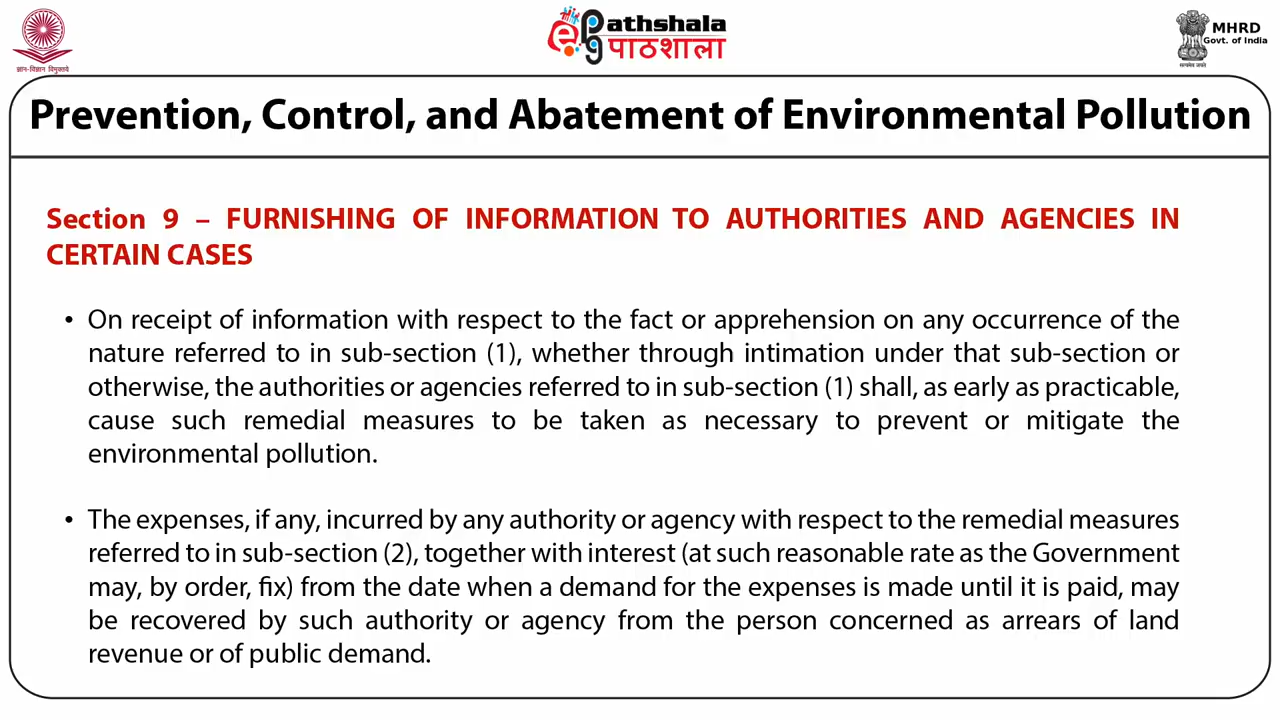 ज्ञान-विज्ञान विमुक्तये
epg athshala
पाठशाला
MHRD
Govt. of India
सत्यमेव जयते
Prevention, Control, and Abatement of Environmental Pollution
Section 9 – FURNISHING OF INFORMATION TO AUTHORITIES AND AGENCIES IN
CERTAIN CASES
• On receipt of information with respect to the fact or apprehension on any occurrence of the
nature referred to in sub-section (1), whether through intimation under that sub-section or
otherwise, the authorities or agencies referred to in sub-section (1) shall, as early as practicable,
cause such remedial measures to be taken as necessary to prevent or mitigate the
environmental pollution.
• The expenses, if any, incurred by any authority or agency with respect to the remedial measures
referred to in sub-section (2), together with interest (at such reasonable rate as the Government
may, by order, fix) from the date when a demand for the expenses is made until it is paid, may
be recovered by such authority or agency from the person concerned as arrears of land
revenue or of public demand.